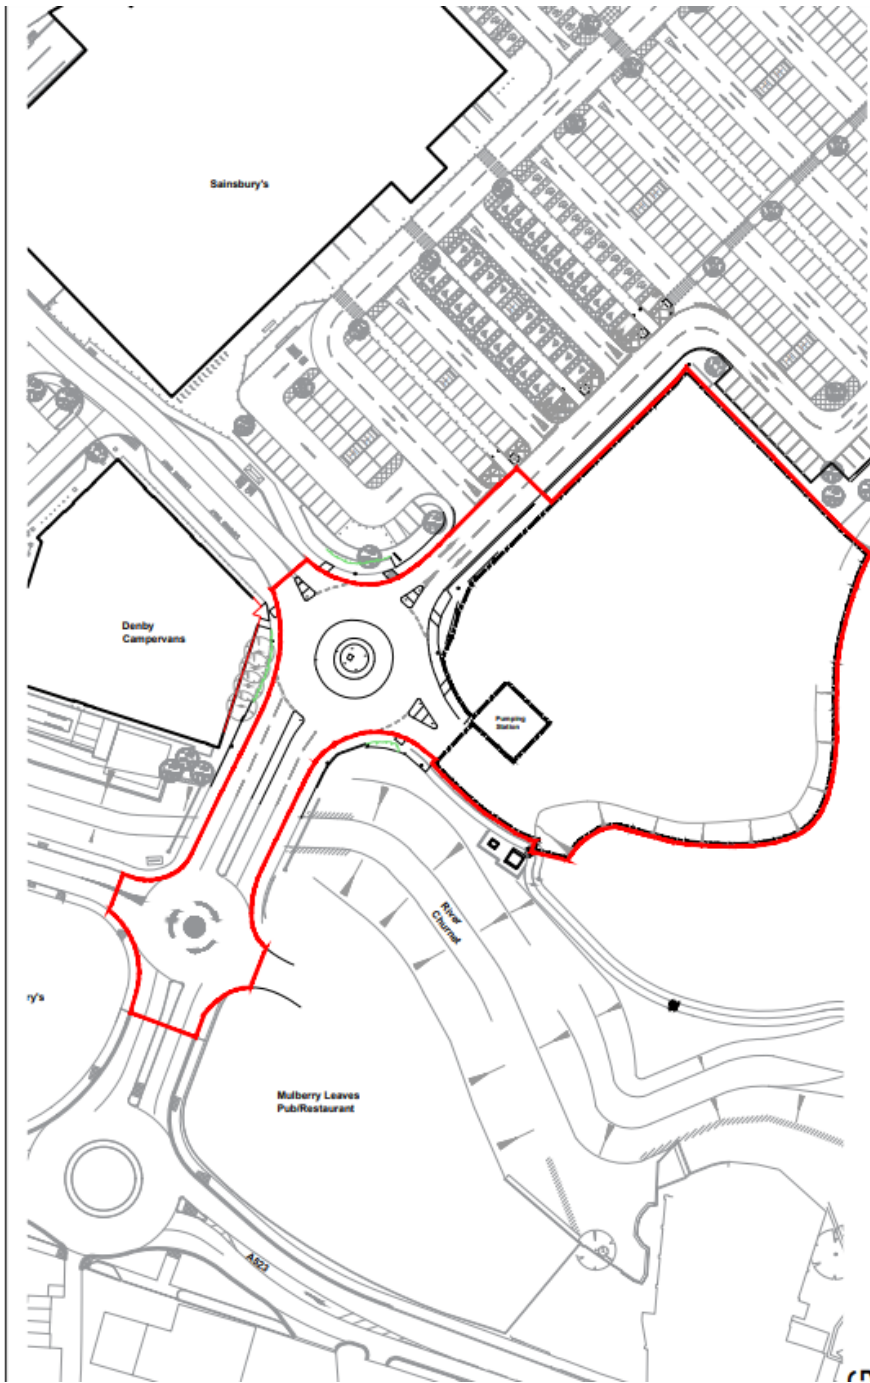 Sainsbury's
Denby
Campervans
Pumping
Station
River
Churnet
ry's
Mulberry Leaves
Pub/Restaurant
A523